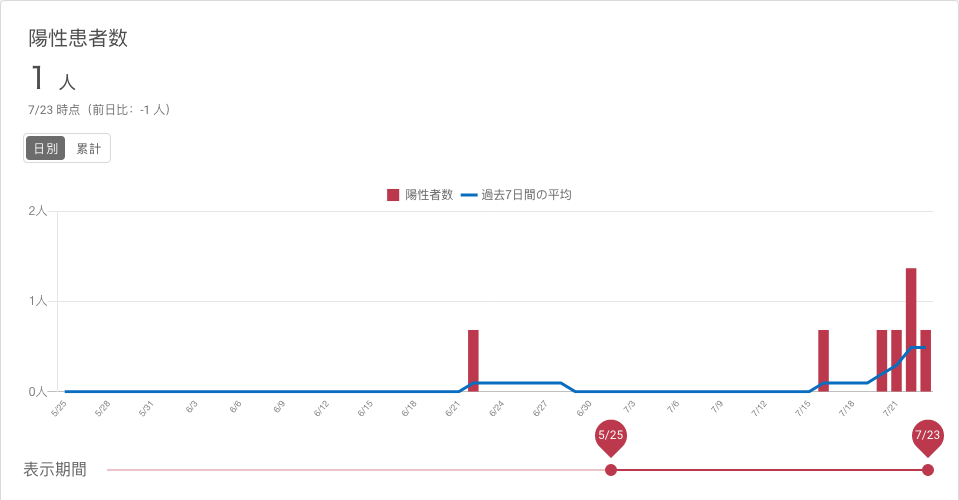 陽性患者数
1 人
7/23 時点（前日比：-1 人）
日別 累計
陽性者数 過去7日間の平均
2人
1人
0人
5/25 5/28 5/31 6/3 6/6 6/9 6/12 6/15 6/18 6/21 6/24 6/27 6/30 7/3 7/6 7/9 7/12 7/15 7/18 7/21
5/25 7/23
表示期間